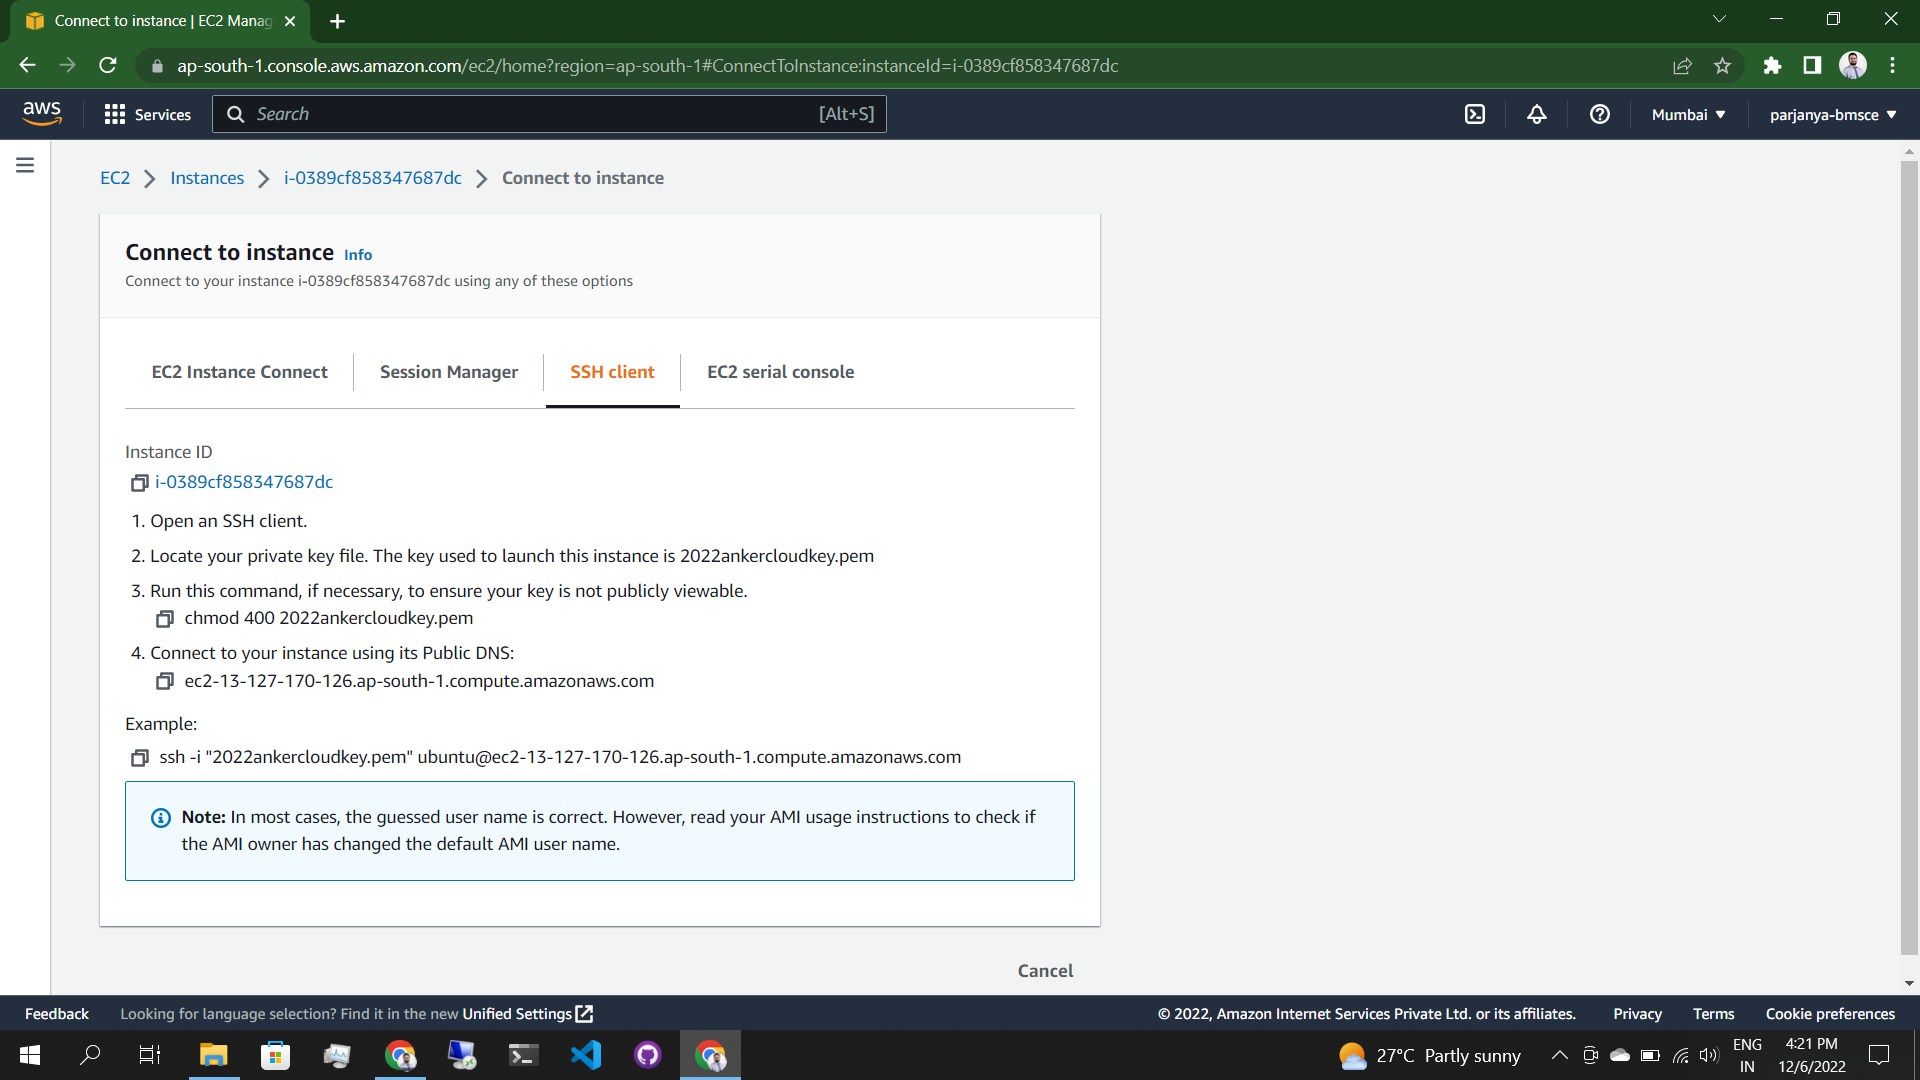 Connect to instance | EC2 Manag
ap-south-1.console.aws.amazon.com/ec2/home?region=ap-south-1#ConnectToInstance:instanceId=i-0389cf858347687dc
aws
Services
Search
[Alt+S]
Mumbai
parjanya-bmsce
EC2
Instances
i-0389cf858347687dc
Connect to instance
Connect to instance Info
Connect to your instance i-0389cf858347687dc using any of these options
EC2 Instance Connect
Session Manager
SSH client
EC2 serial console
Instance ID
i-0389cf858347687dc
1. Open an SSH client.
2. Locate your private key file. The key used to launch this instance is 2022ankercloudkey.pem
3. Run this command, if necessary, to ensure your key is not publicly viewable.
chmod 400 2022ankercloudkey.pem
4. Connect to your instance using its Public DNS:
ec2-13-127-170-126.ap-south-1.compute.amazonaws.com
Example:
ssh -i "2022ankercloudkey.pem" ubuntu@ec2-13-127-170-126.ap-south-1.compute.amazonaws.com
Note: In most cases, the guessed user name is correct. However, read your AMI usage instructions to check if
the AMI owner has changed the default AMI user name.
Cancel
Feedback
Looking for language selection? Find it in the new Unified Settings
© 2022, Amazon Internet Services Private Ltd. or its affiliates.
Privacy
Terms
Cookie preferences
27°C Partly sunny
ENG
IN
4:21 PM
12/6/2022